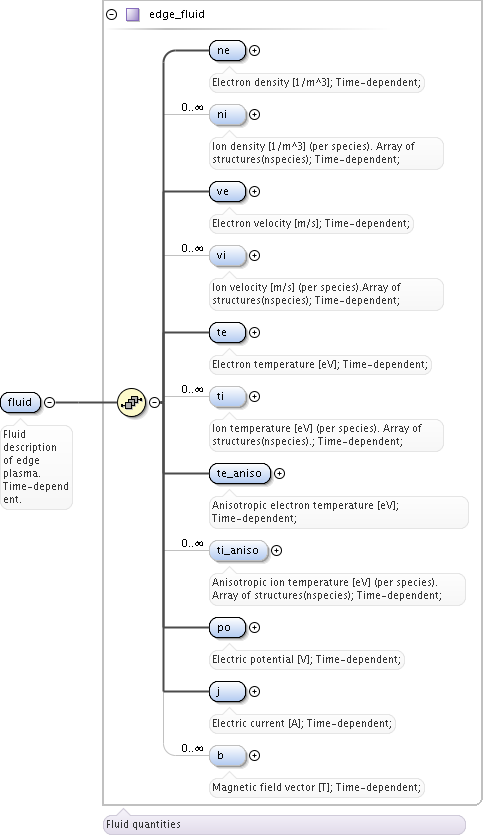 edge_fluid
ne
Electron density [1/m^3]; Time-dependent;
0..∞
ni
Ion density [1/m^3] (per species). Array of
structures(nspecies); Time-dependent;
ve
Electron velocity [m/s]; Time-dependent;
0..∞
vi
Ion velocity [m/s] (per species).Array of
structures(nspecies); Time-dependent;
te
Electron temperature [eV]; Time-dependent;
0..∞
ti
Ion temperature [eV] (per species). Array of
structures(nspecies).; Time-dependent;
fluid
Fluid
description
of edge
plasma.
Time-depend
ent.
te_aniso
Anisotropic electron temperature [eV];
Time-dependent;
0..∞
ti_aniso
Anisotropic ion temperature [eV] (per species).
Array of structures(nspecies); Time-dependent;
po
Electric potential [V]; Time-dependent;
j
Electric current [A]; Time-dependent;
0..∞
b
Magnetic field vector [T]; Time-dependent;
Fluid quantities